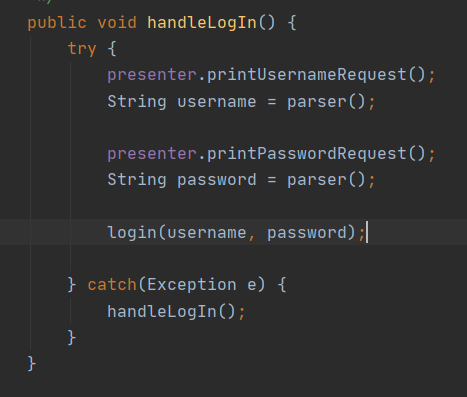 */
public void handleLogIn() {
try {
presenter.printUsernameRequest();
String username = parser();
presenter.printPasswordRequest();
String password = parser();
login(username, password);
} catch(Exception e) {
handleLogIn();
}
}